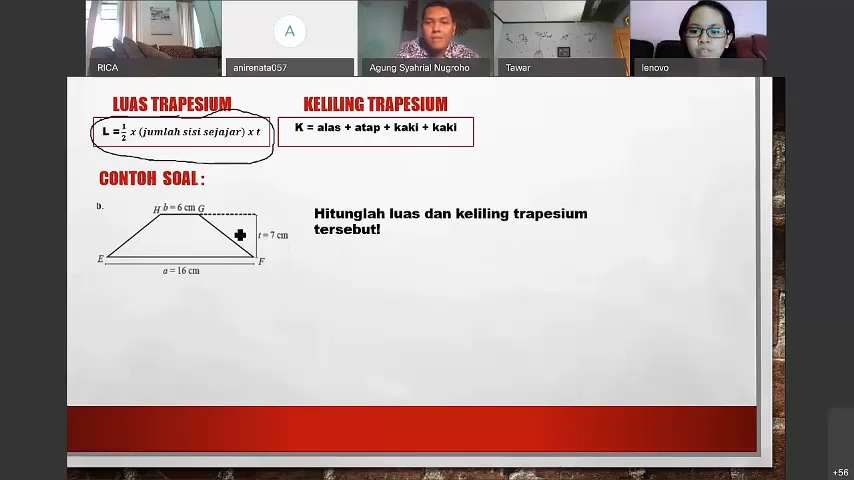 RICA
anirenata057
A
Agung Syahrial Nugroho
Tawar
lenovo
LUAS TRAPESIUM
KELILING TRAPESIUM
L = 1/2 x (jumlah sisi sejajar) x t
K = alas + atap + kaki + kaki
CONTOH SOAL :
b.
H b = 6 cm G
t = 7 cm
E
F
a = 16 cm
Hitunglah luas dan keliling trapesium
tersebut!
+56